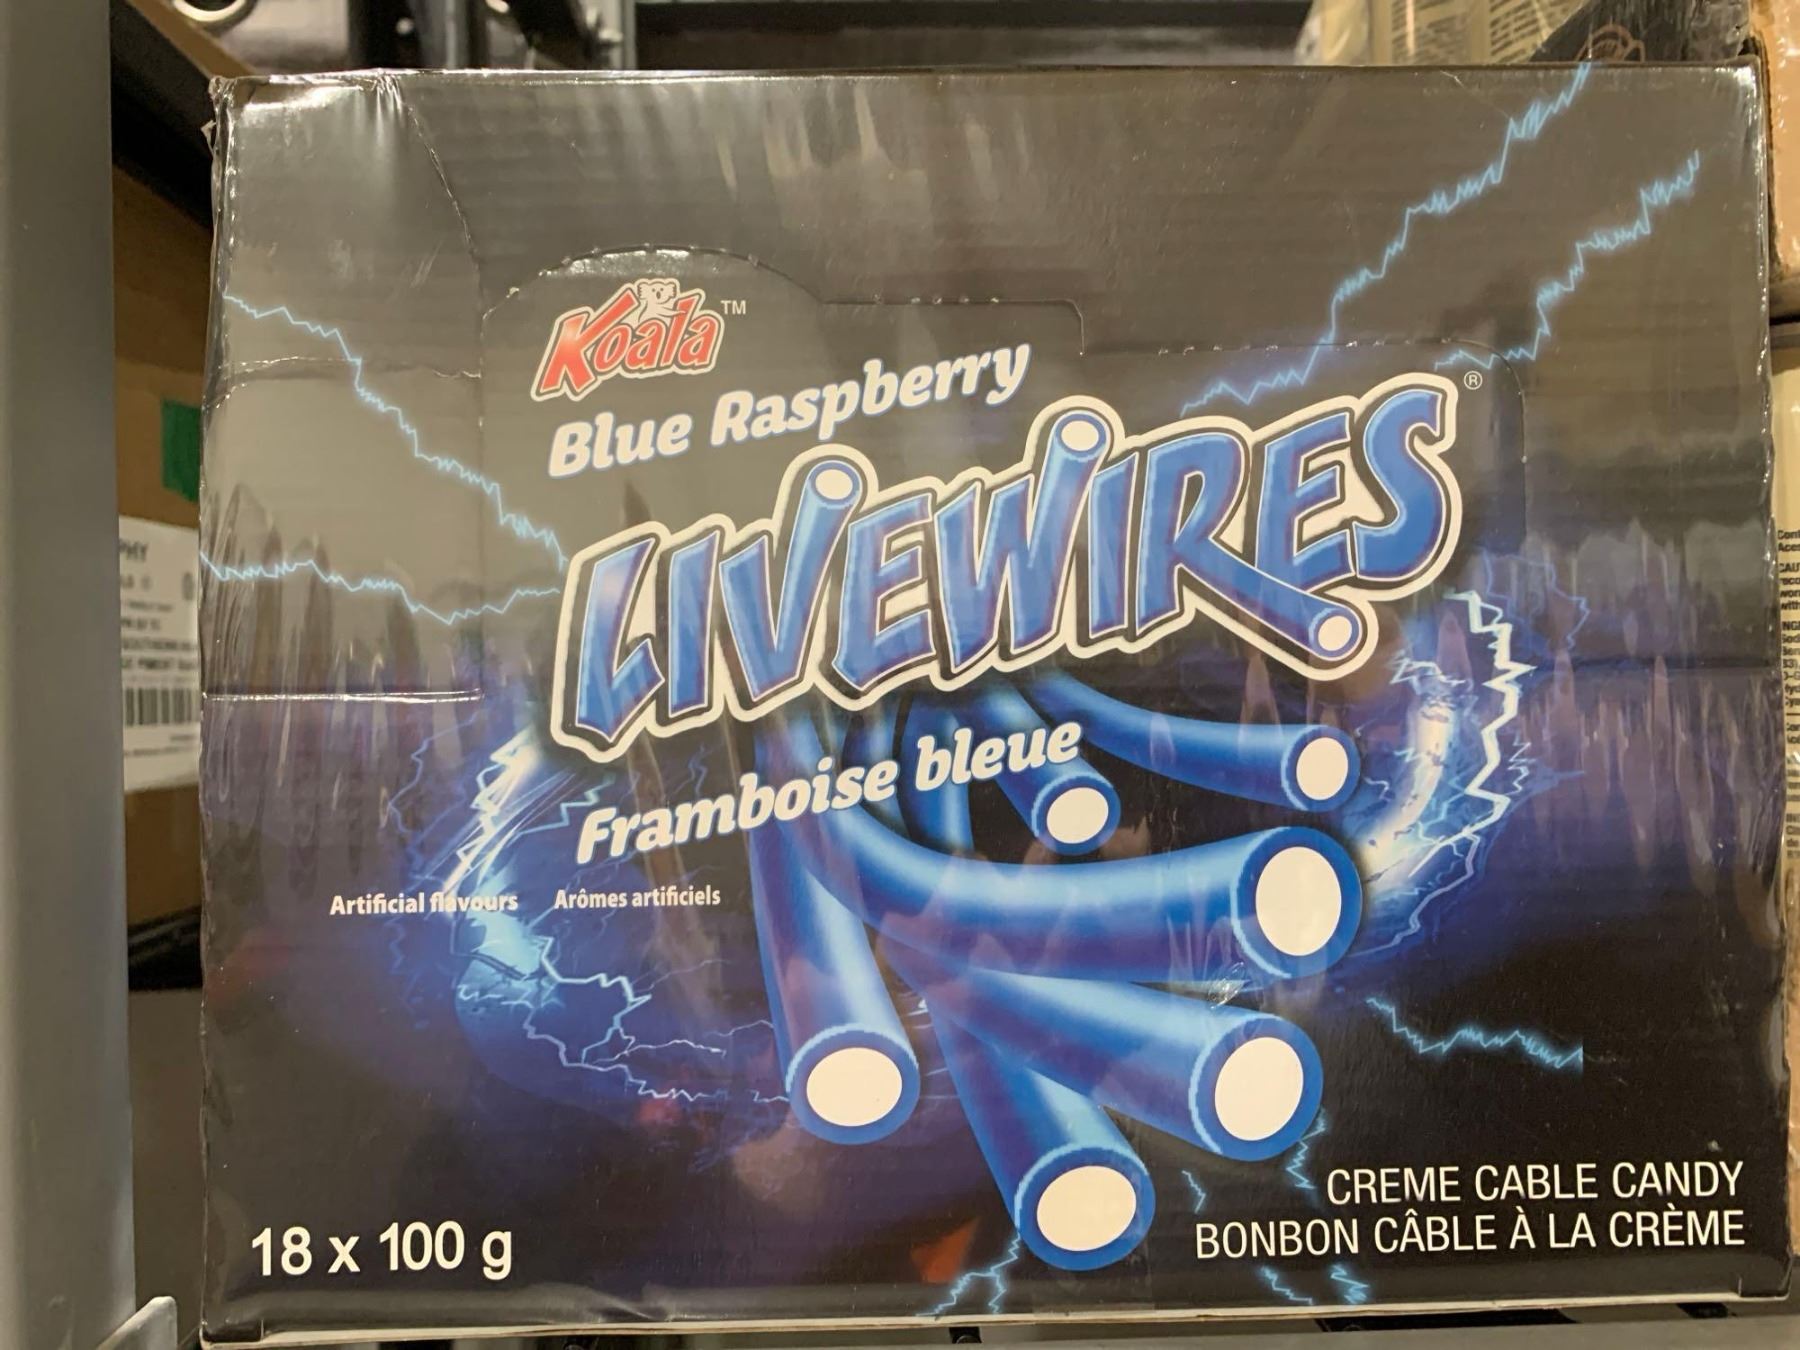 Koala™
Blue Raspberry
LIVEWIRES®
Framboise bleue
Artificial flavours Arômes artificiels
18 x 100 g
CREME CABLE CANDY
BONBON CÂBLE À LA CRÈME